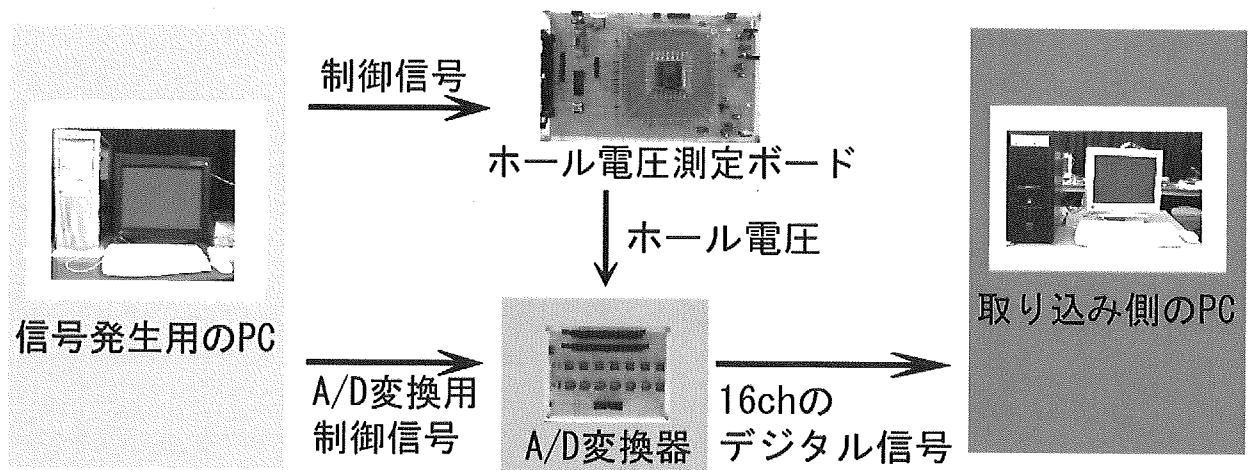 制御信号
ホール電圧測定ボード
ホール電圧
信号発生用のPC
取り込み側のPC
A/D変換用
制御信号
A/D変換器
16chの
デジタル信号